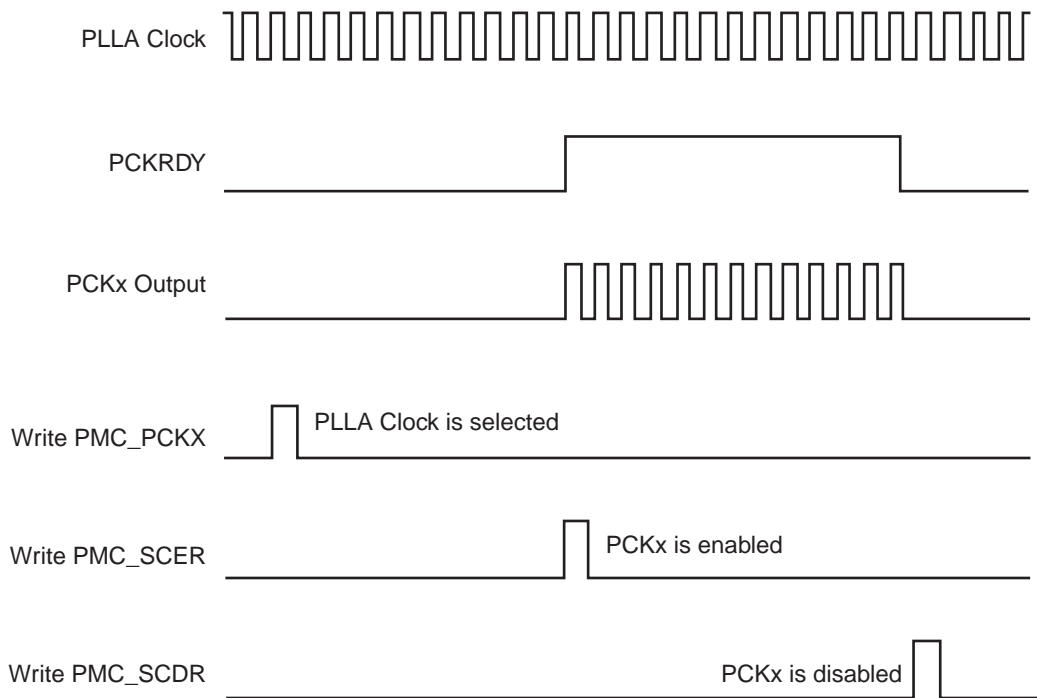 PLLA Clock
PCKRDY
PCKx Output
Write PMC_PCKX
PLLA Clock is selected
Write PMC_SCER
PCKx is enabled
Write PMC_SCDR
PCKx is disabled